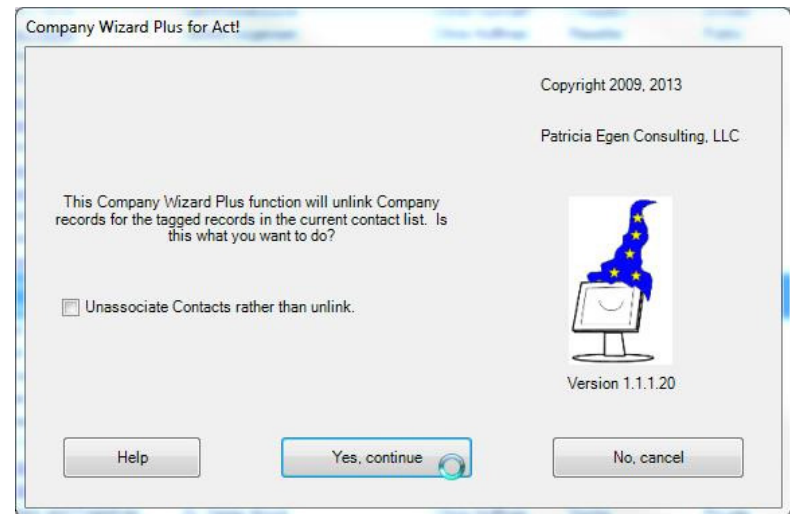 Company Wizard Plus for Act!
Copyright 2009, 2013
Patricia Egen Consulting, LLC
This Company Wizard Plus function will unlink Company
records for the tagged records in the current contact list. Is
this what you want to do?
Unassociate Contacts rather than unlink.
Version 1.1.1.20
Help
Yes, continue
No, cancel